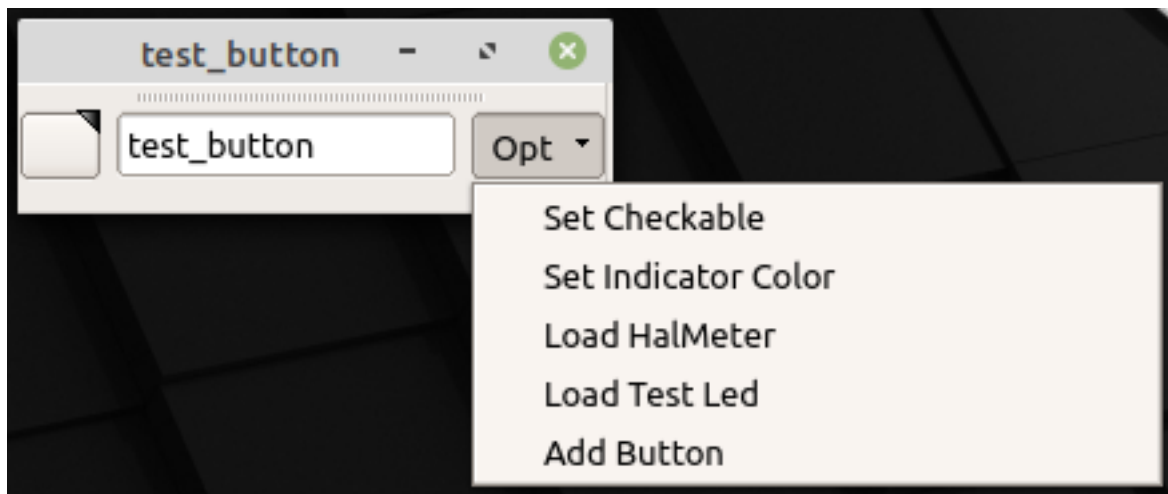 test_button
test_button
Opt
Set Checkable
Set Indicator Color
Load HalMeter
Load Test Led
Add Button